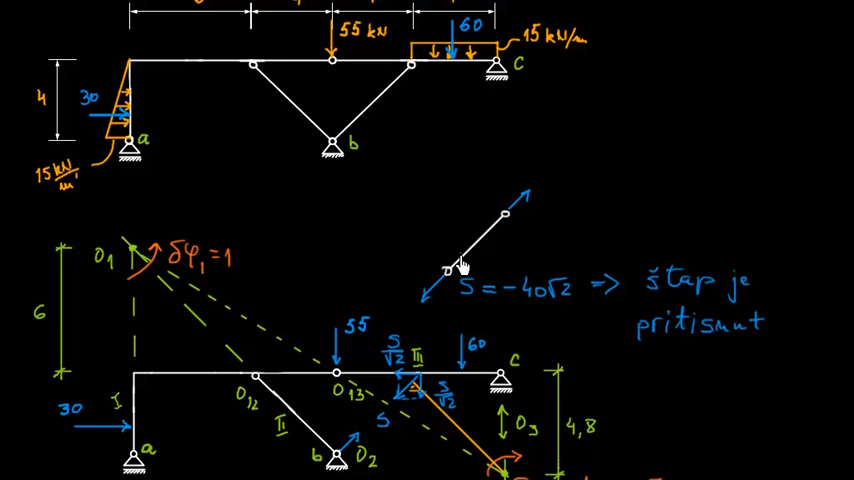 55 kN
60
15 kN/m
c
4
30
a
b
15 kN/m'
O1
δφ1 = 1
S = -40√2 => štap je
pritisnut
6
55
S/√2
III
60
c
I
O12
O13
S/√2
30
II
S
O3
4,8
a
b
O2